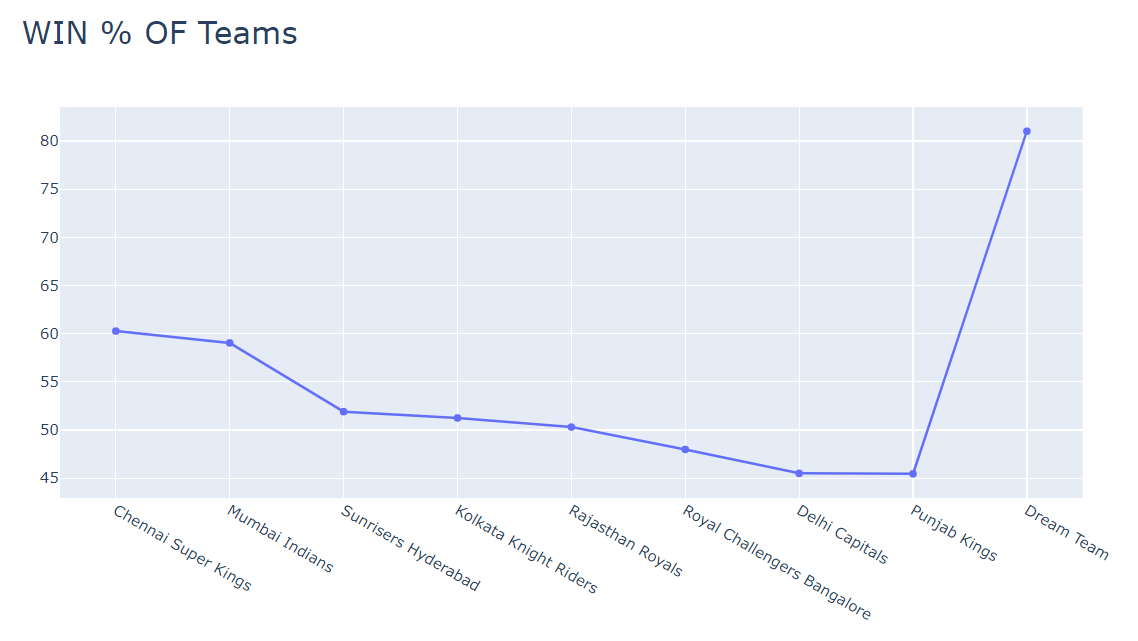 WIN % OF Teams
80
75
70
65
60
55
50
45
Chennai Super Kings
Mumbai Indians
Sunrisers Hyderabad
Kolkata Knight Riders
Rajasthan Royals
Royal Challengers Bangalore
Delhi Capitals
Punjab Kings
Dream Team